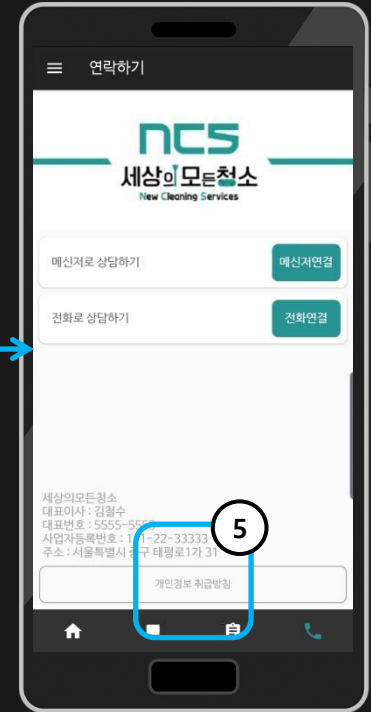 연락하기
ncs
세상의모든청소
New Cleaning Services
메신저로 상담하기
메신저연결
전화로 상담하기
전화연결
세상의모든청소
대표이사 : 김철수
대표번호 : 5555-55
사업자등록번호 : 1 1-22-33333
5
주소 : 서울특별시 중구 태평로1가 31
개인정보 취급방침